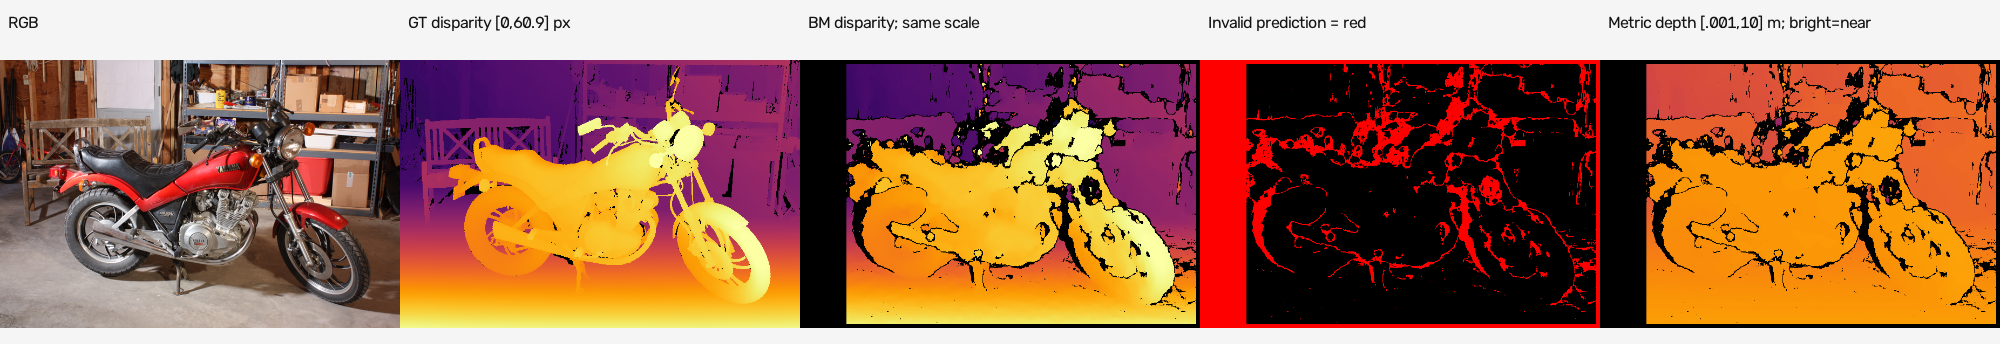 RGB
GT disparity [0,60.9] px
BM disparity; same scale
Invalid prediction = red
Metric depth [.001,10] m; bright=near